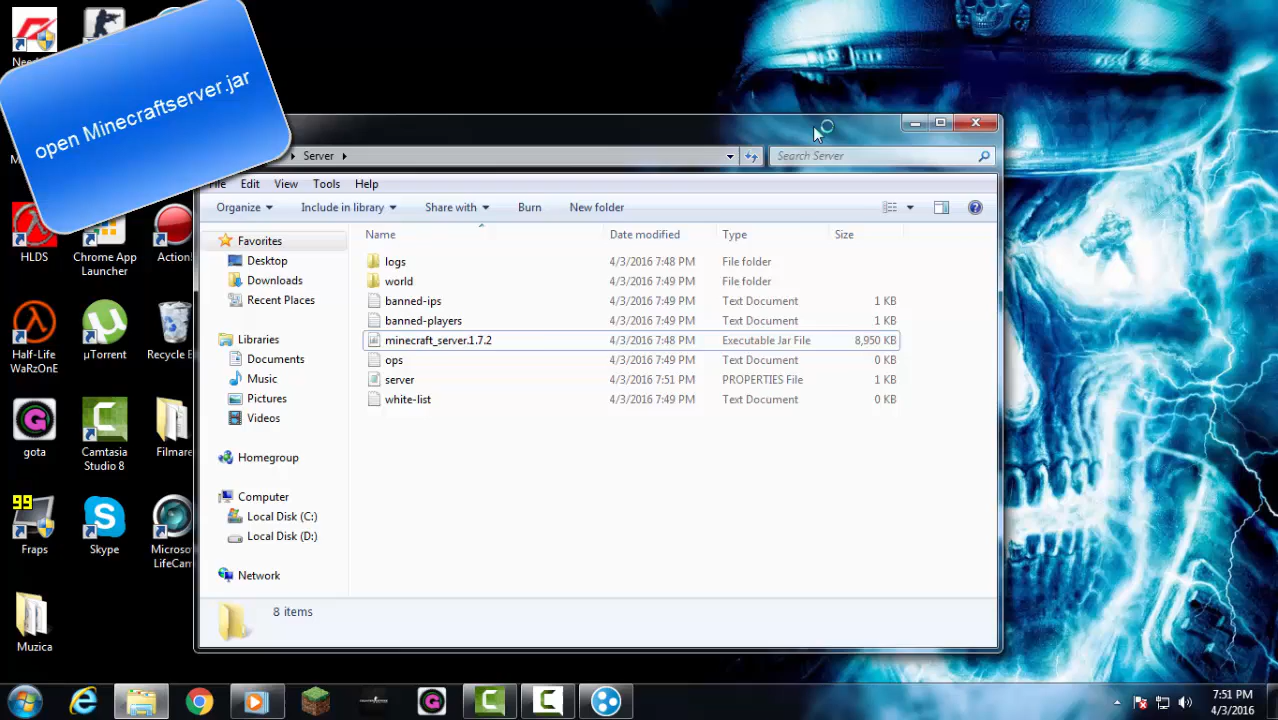 open Minecraftserver.jar
Server
Search Server
Edit View Tools Help
Organize Include in library Share with Burn New folder
Name Date modified Type Size
Favorites
Desktop
Downloads
Recent Places
Libraries
Documents
Music
Pictures
Videos
Homegroup
Computer
Local Disk (C:)
Local Disk (D:)
Network
logs 4/3/2016 7:48 PM File folder
world 4/3/2016 7:49 PM File folder
banned-ips 4/3/2016 7:49 PM Text Document 1 KB
banned-players 4/3/2016 7:49 PM Text Document 1 KB
minecraft_server.1.7.2 4/3/2016 7:48 PM Executable Jar File 8,950 KB
ops 4/3/2016 7:49 PM Text Document 0 KB
server 4/3/2016 7:51 PM PROPERTIES File 1 KB
white-list 4/3/2016 7:49 PM Text Document 0 KB
8 items
HLDS
Chrome App
Launcher
Action!
Half-Life
WaRzOnE
µTorrent
Recycle
gota
Camtasia
Studio 8
Filmare
99
Fraps
Skype
LifeCam
Muzica
7:51 PM
4/3/2016